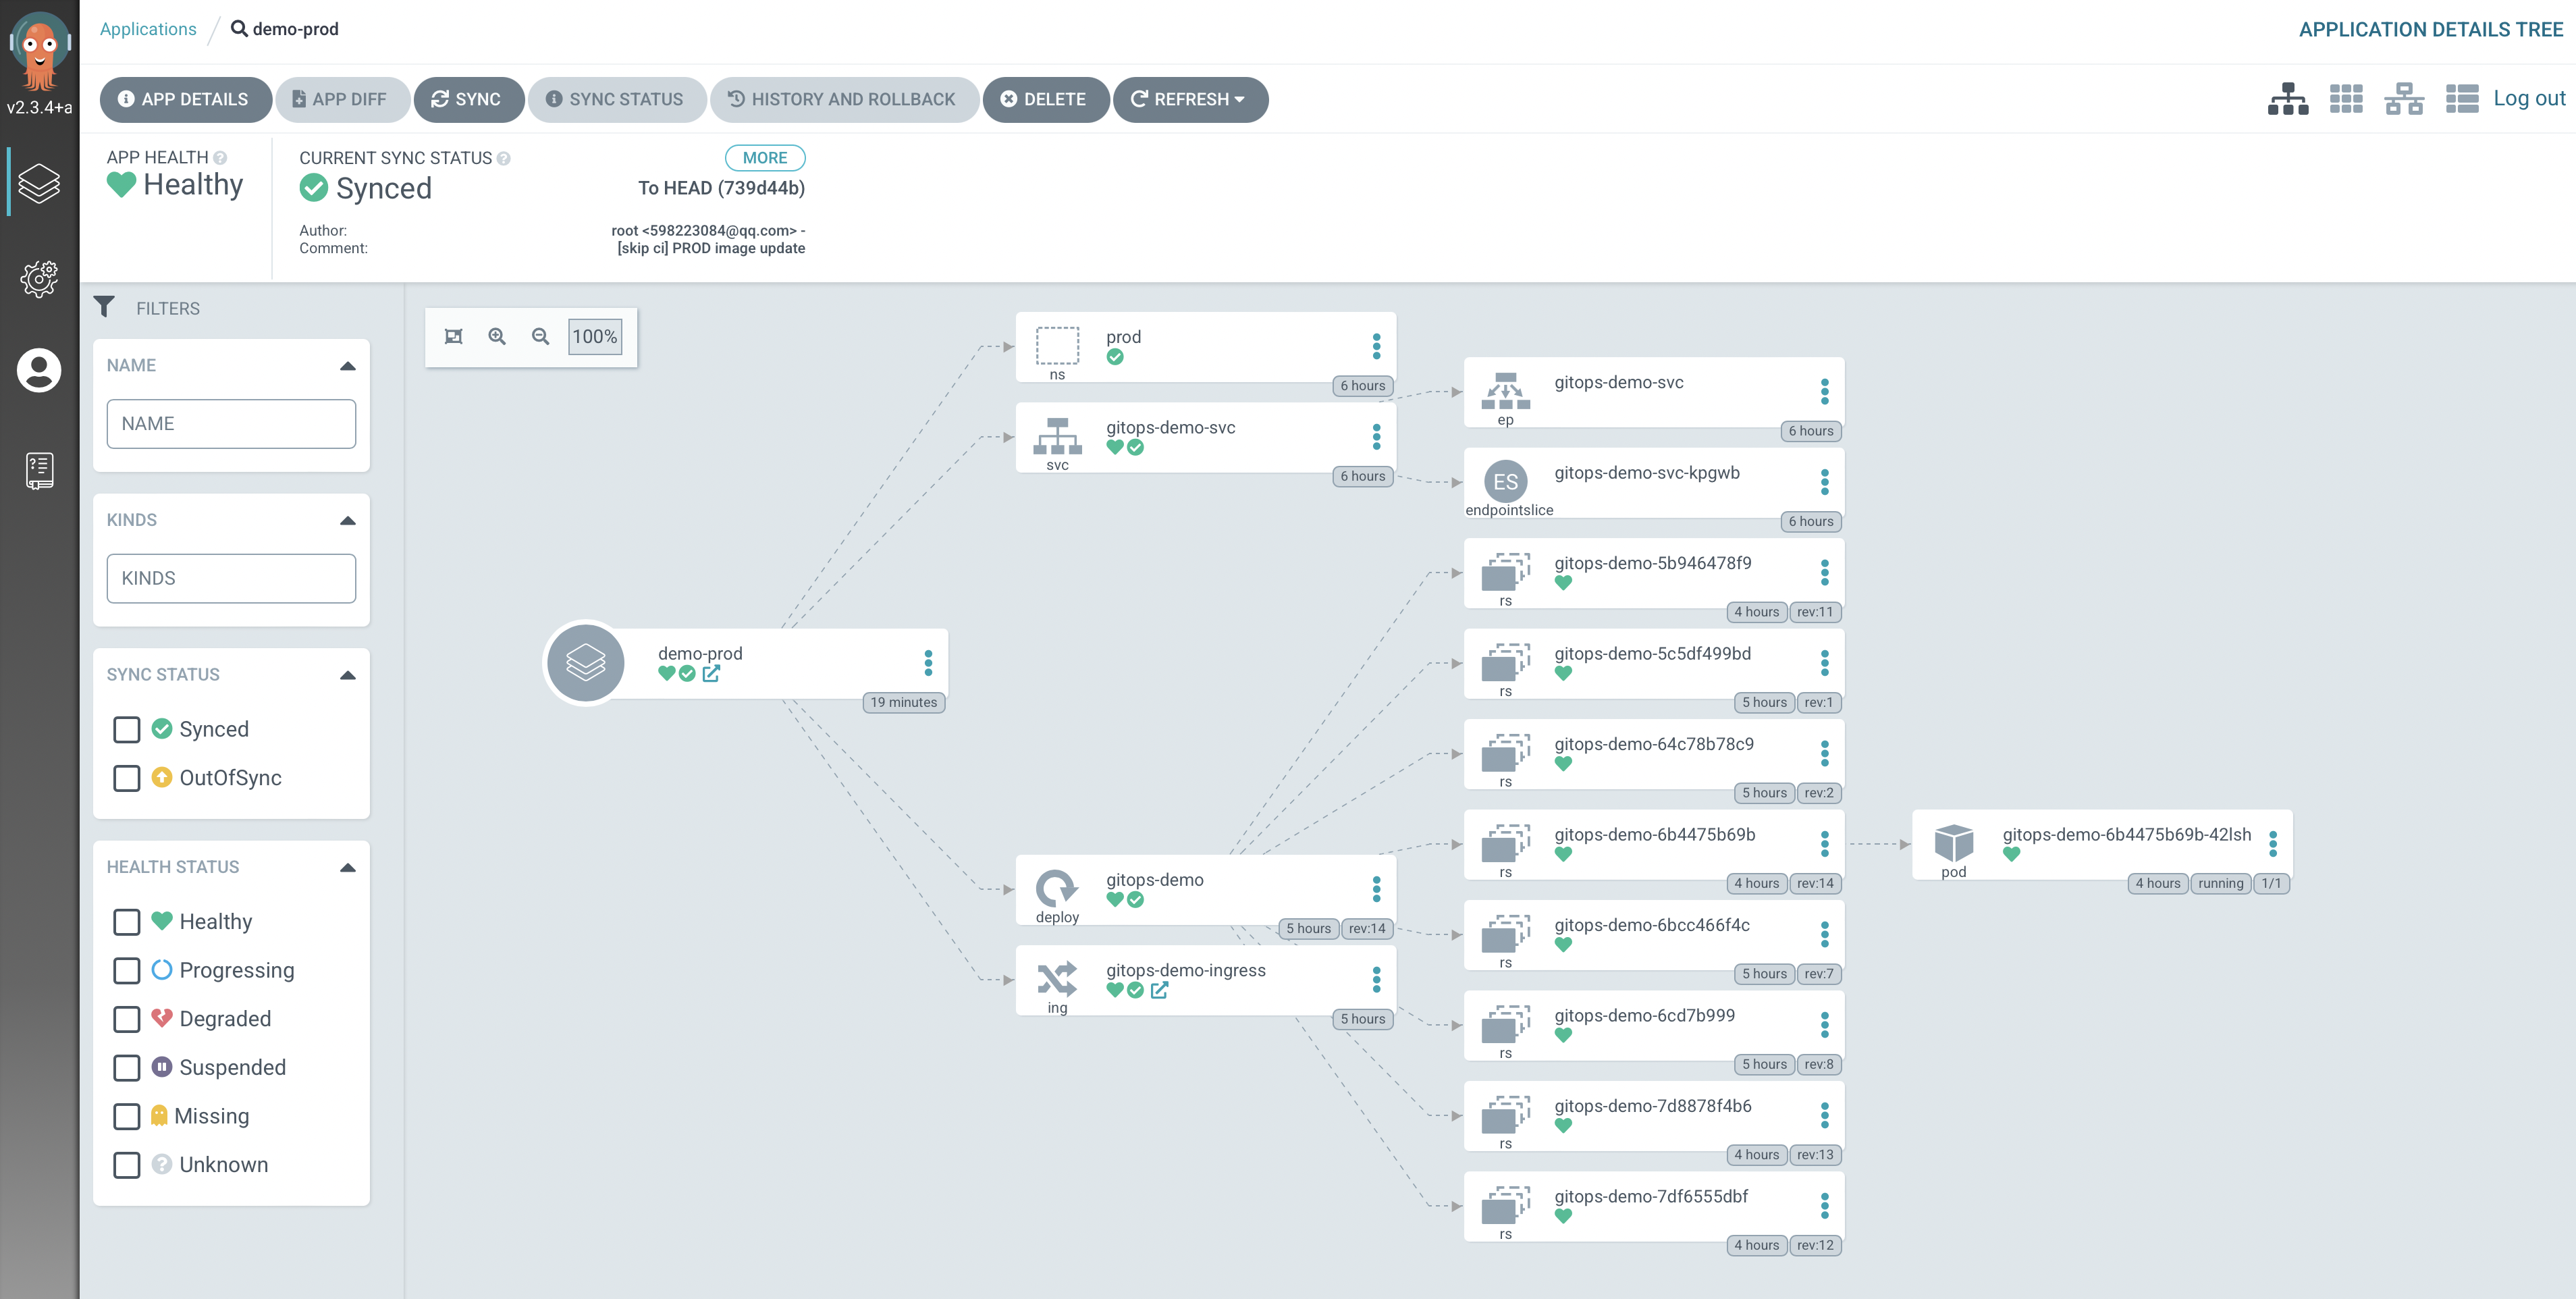 Applications / demo-prod
APPLICATION DETAILS TREE
v2.3.4+a
APP DETAILS
APP DIFF
SYNC
SYNC STATUS
HISTORY AND ROLLBACK
DELETE
REFRESH
Log out
APP HEALTH
Healthy
CURRENT SYNC STATUS
MORE
Synced
To HEAD (739d44b)
Author:
root <598223084@qq.com> -
Comment:
[skip ci] PROD image update
FILTERS
NAME
NAME
KINDS
KINDS
SYNC STATUS
Synced
OutOfSync
HEALTH STATUS
Healthy
Progressing
Degraded
Suspended
Missing
Unknown
100%
demo-prod
19 minutes
prod
ns
6 hours
gitops-demo-svc
svc
6 hours
gitops-demo
deploy
5 hours rev:14
gitops-demo-ingress
ing
5 hours
gitops-demo-svc
ep
6 hours
ES
gitops-demo-svc-kpgwb
endpointslice
6 hours
gitops-demo-5b946478f9
rs
4 hours rev:11
gitops-demo-5c5df499bd
rs
5 hours rev:1
gitops-demo-64c78b78c9
rs
5 hours rev:2
gitops-demo-6b4475b69b
rs
4 hours rev:14
gitops-demo-6bcc466f4c
rs
5 hours rev:7
gitops-demo-6cd7b999
rs
5 hours rev:8
gitops-demo-7d8878f4b6
rs
4 hours rev:13
gitops-demo-7df6555dbf
rs
4 hours rev:12
gitops-demo-6b4475b69b-42lsh
pod
4 hours running 1/1